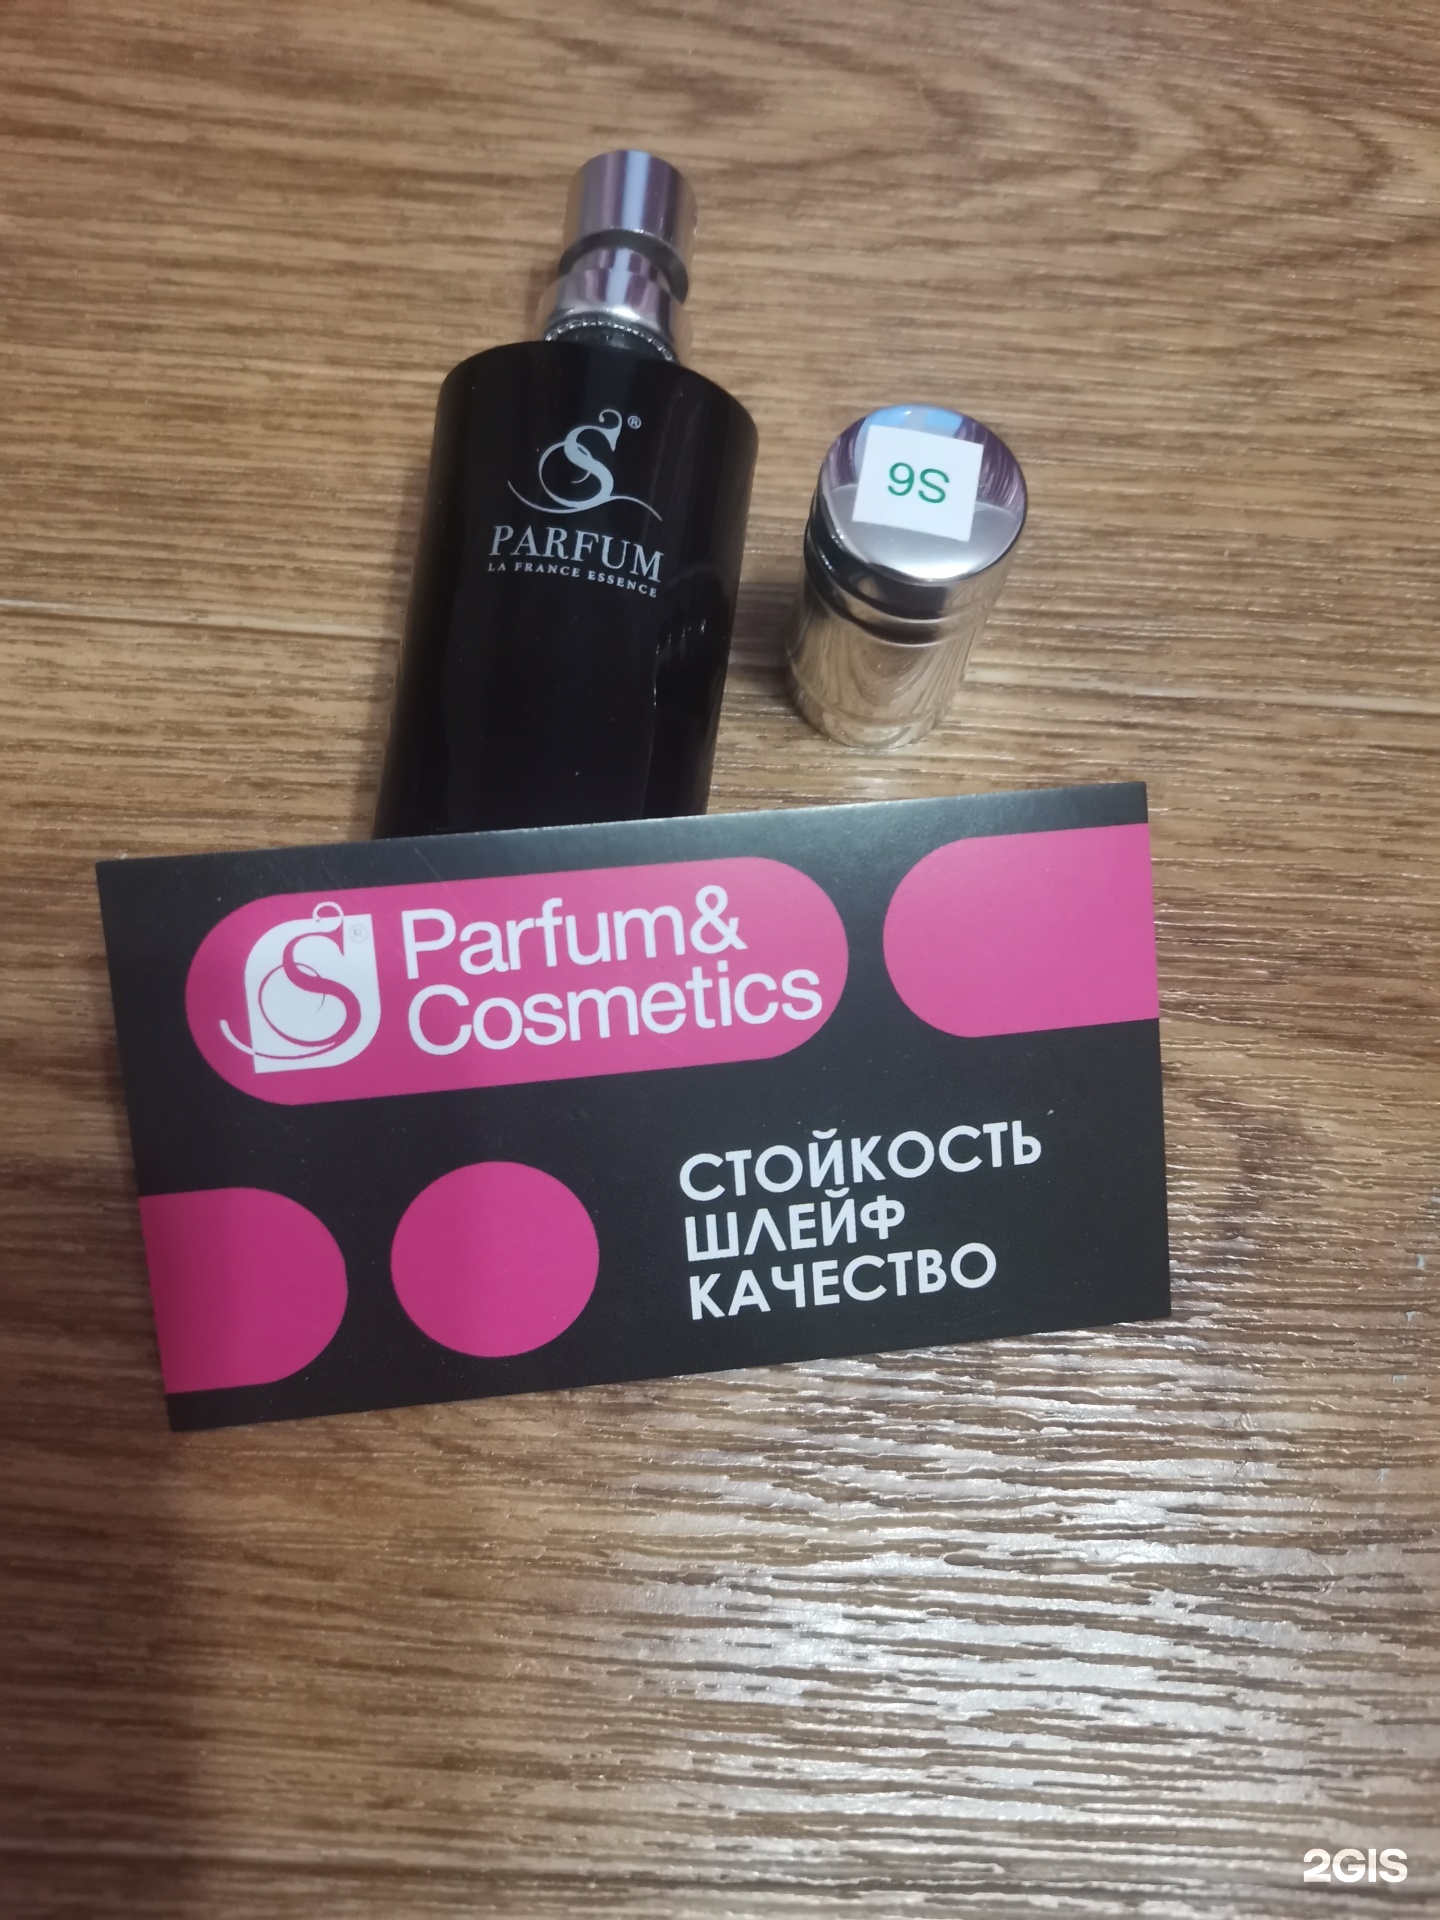 S®
PARFUM
LA FRANCE ESSENCE
9S
S®
Parfum&
Cosmetics
СТОЙКОСТЬ
ШЛЕЙФ
КАЧЕСТВО
2GIS